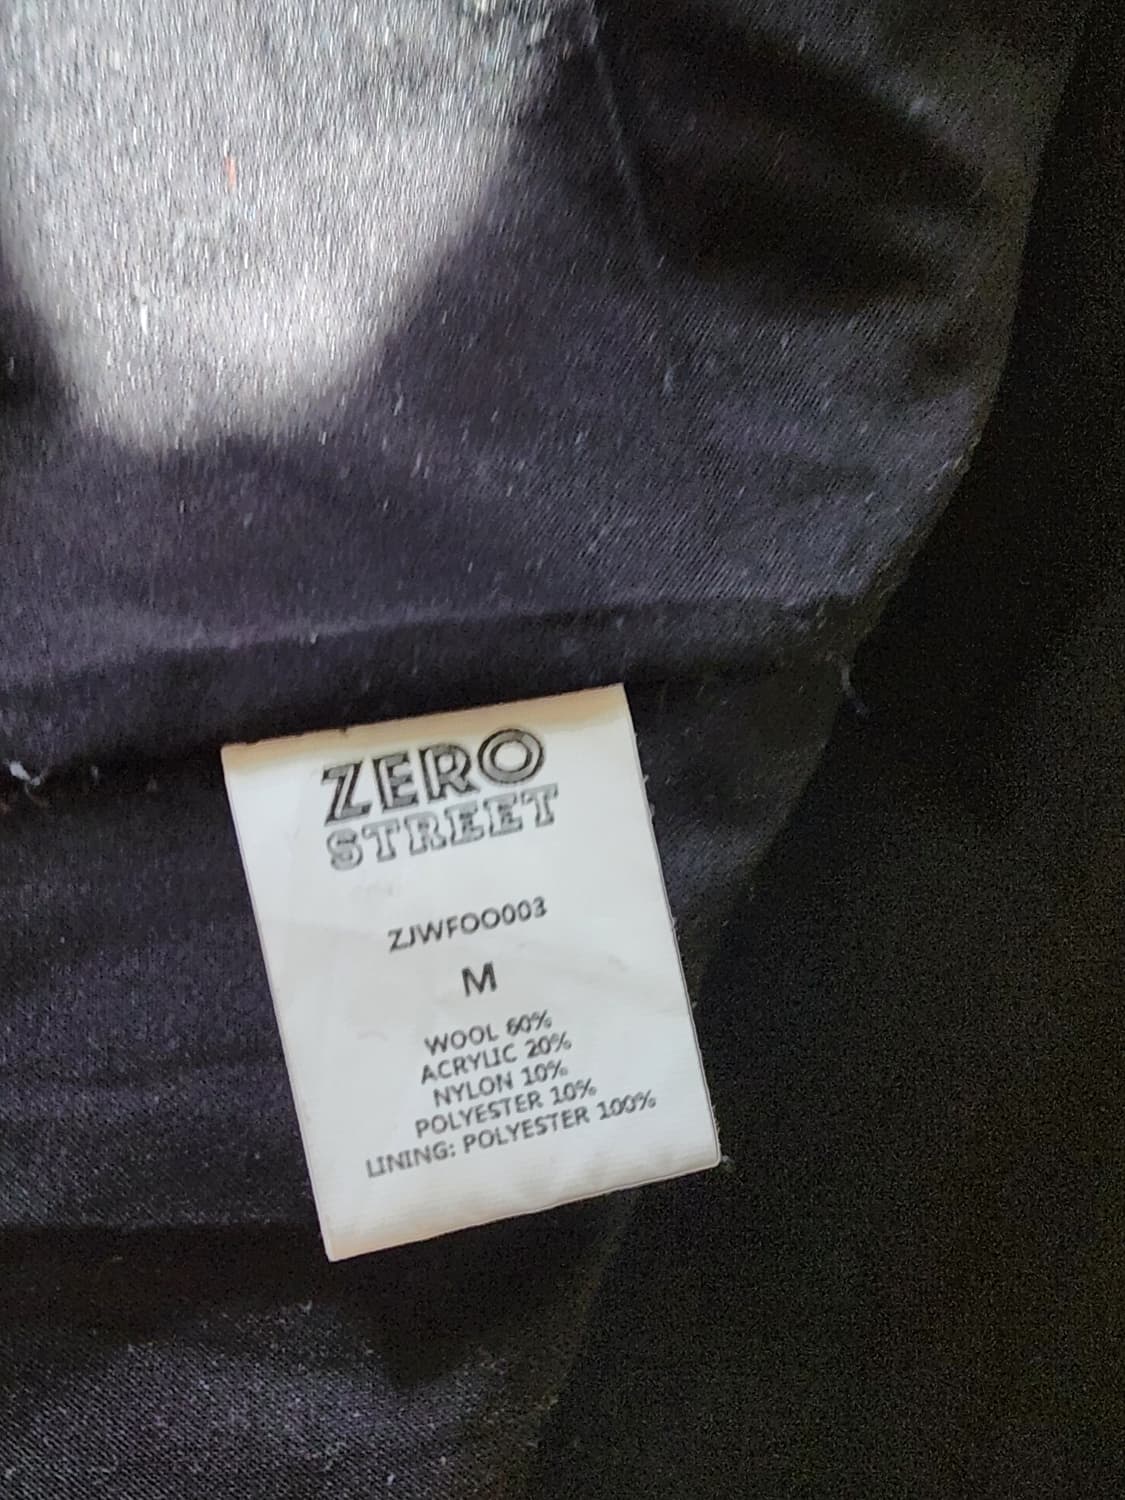 ZERO
STREET
ZJWFOO003
M
WOOL 60%
ACRYLIC 20%
NYLON 10%
POLYESTER 10%
LINING: POLYESTER 100%